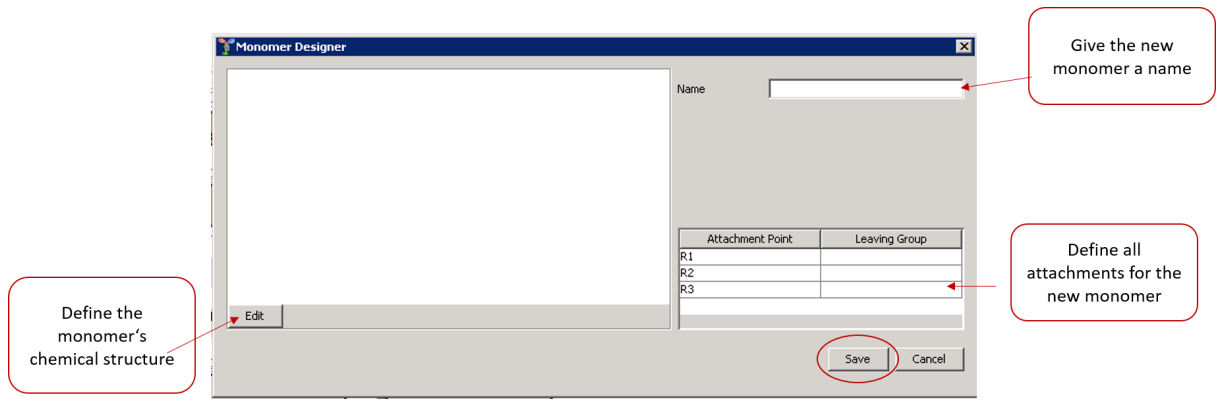 Monomer Designer
Give the new
monomer a name
Name
Attachment Point Leaving Group
R1
R2
R3
Define all
attachments for the
new monomer
Define the
monomer‘s
chemical structure
Edit
Save Cancel